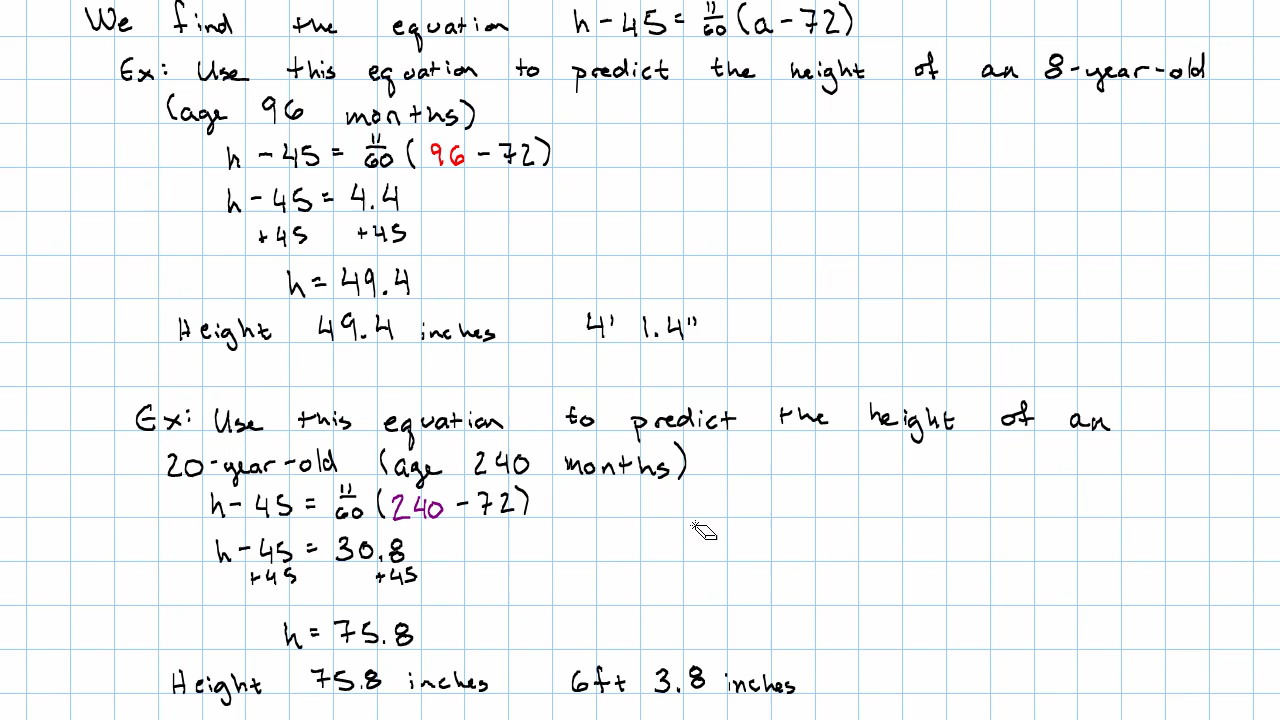 We find the equation h - 45 = 11/60 (a - 72)
Ex: Use this equation to predict the height of an 8-year-old
(age 96 months)
h - 45 = 11/60 (96 - 72)
h - 45 = 4.4
+45 +45
h = 49.4
Height 49.4 inches 4' 1.4"
Ex: Use this equation to predict the height of an
20-year-old (age 240 months)
h - 45 = 11/60 (240 - 72)
h - 45 = 30.8
+45 +45
h = 75.8
Height 75.8 inches 6ft 3.8 inches